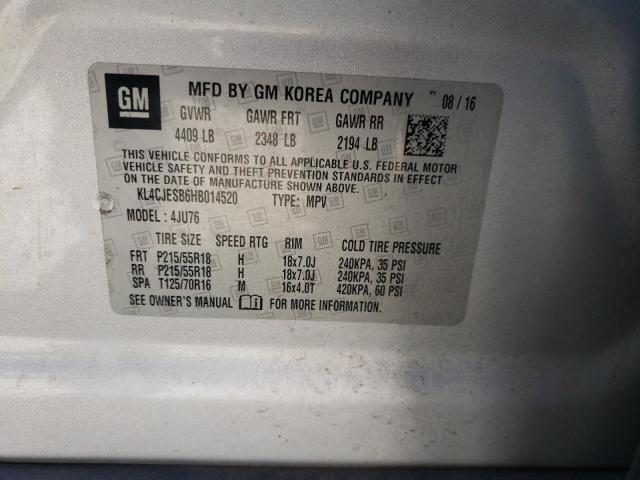 GM MFD BY GM KOREA COMPANY 08/16
GVWR GAWR FRT GAWR RR
4409 LB 2348 LB 2194 LB
THIS VEHICLE CONFORMS TO ALL APPLICABLE U.S. FEDERAL MOTOR
VEHICLE SAFETY AND THEFT PREVENTION STANDARDS IN EFFECT
ON THE DATE OF MANUFACTURE SHOWN ABOVE.
KL4CJESB6HB014520 TYPE: MPV
MODEL: 4JU76
TIRE SIZE SPEED RTG RIM COLD TIRE PRESSURE
FRT P215/55R18 H 18x7.0J 240KPA, 35 PSI
RR P215/55R18 H 18x7.0J 240KPA, 35 PSI
SPA T125/70R16 M 16x4.0T 420KPA, 60 PSI
SEE OWNER'S MANUAL FOR MORE INFORMATION.